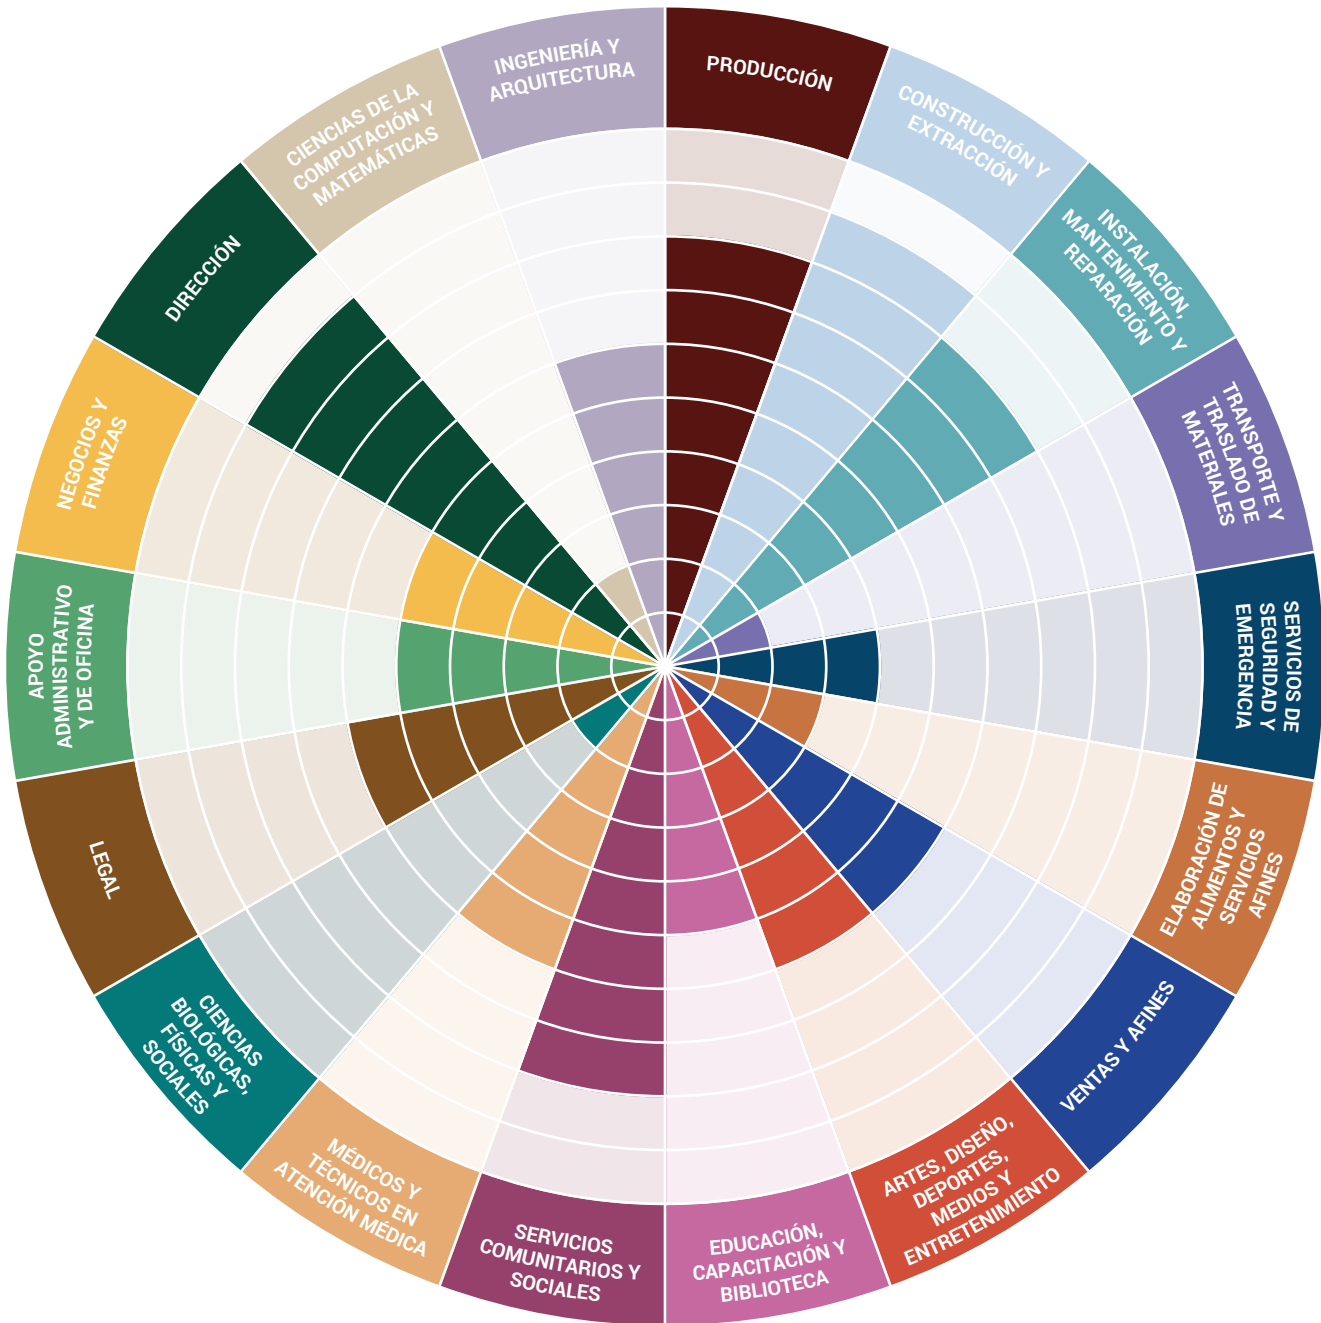 PRODUCCIÓN
CONSTRUCCIÓN Y
EXTRACCIÓN
INSTALACIÓN,
MANTENIMIENTO Y
REPARACIÓN
TRANSPORTE Y
TRASLADO DE
MATERIALES
SERVICIOS DE
SEGURIDAD Y
EMERGENCIA
ELABORACIÓN DE
ALIMENTOS Y
SERVICIOS
AFINES
VENTAS Y AFINES
ARTES, DISEÑO,
DEPORTES,
MEDIOS Y
ENTRETENIMIENTO
EDUCACIÓN,
CAPACITACIÓN Y
BIBLIOTECA
SERVICIOS
COMUNITARIOS Y
SOCIALES
MÉDICOS Y
TÉCNICOS EN
ATENCIÓN MÉDICA
CIENCIAS
BIOLÓGICAS,
FÍSICAS Y
SOCIALES
LEGAL
APOYO
ADMINISTRATIVO
Y DE OFICINA
NEGOCIOS Y
FINANZAS
DIRECCIÓN
CIENCIAS DE LA
COMPUTACIÓN Y
MATEMÁTICAS
INGENIERÍA Y
ARQUITECTURA